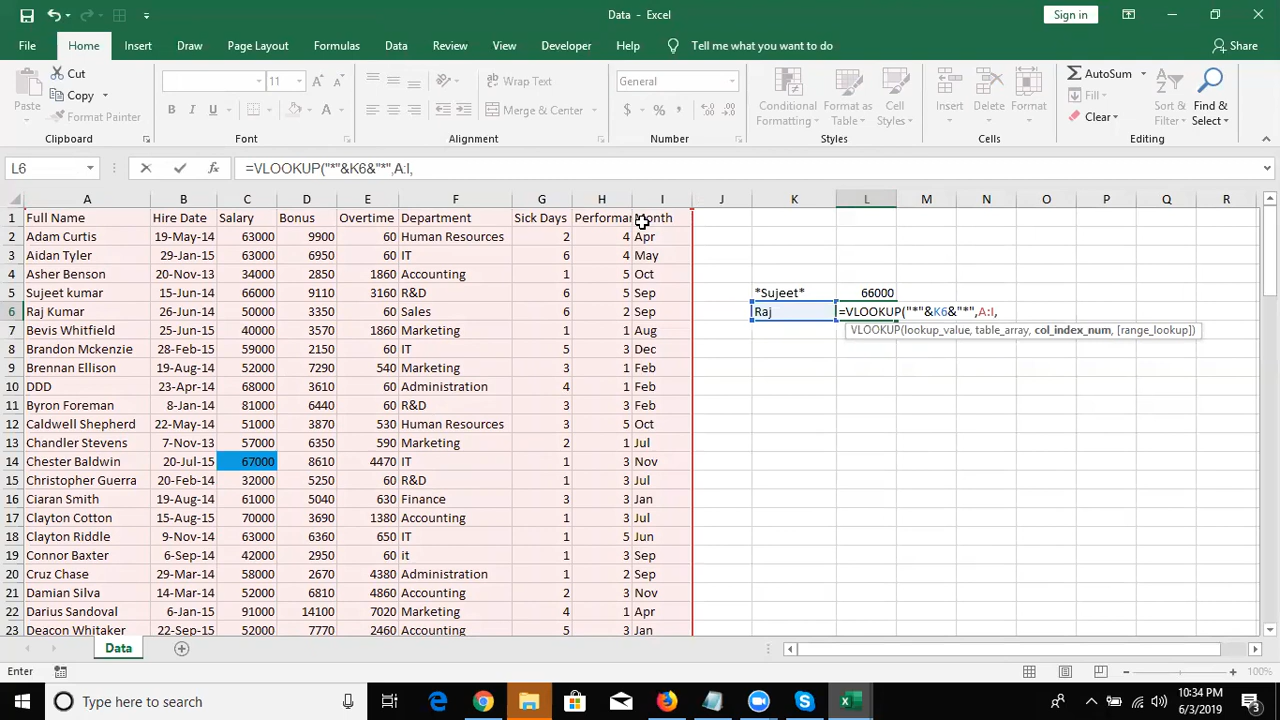 Data - Excel
Sign in
File Home Insert Draw Page Layout Formulas Data Review View Developer Help Tell me what you want to do Share
Cut
Copy
Format Painter
Paste
Clipboard
11
Font
Wrap Text
Merge & Center
Alignment
General
Number
Conditional Formatting
Format as Table
Cell Styles
Styles
Insert Delete Format
Cells
AutoSum
Fill
Clear
Sort & Filter
Find & Select
Editing
L6 =VLOOKUP("*"&K6&"*",A:I,
A B C D E F G H I J K L M N O P Q R
1 Full Name Hire Date Salary Bonus Overtime Department Sick Days Performan Month
2 Adam Curtis 19-May-14 63000 9900 60 Human Resources 2 4 Apr
3 Aidan Tyler 29-Jan-15 63000 6950 60 IT 6 4 May
4 Asher Benson 20-Nov-13 34000 2850 1860 Accounting 1 5 Oct
5 Sujeet kumar 15-Jun-14 66000 9110 3160 R&D 6 5 Sep *Sujeet* 66000
6 Raj Kumar 26-Jun-14 50000 3710 60 Sales 6 2 Sep Raj =VLOOKUP("*"&K6&"*",A:I,
VLOOKUP(lookup_value, table_array, col_index_num, [range_lookup])
7 Bevis Whitfield 25-Jun-15 40000 3570 1860 Marketing 1 1 Aug
8 Brandon Mckenzie 28-Feb-15 59000 2150 60 IT 5 3 Dec
9 Brennan Ellison 19-Aug-14 52000 7290 540 Marketing 3 1 Feb
10 DDD 23-Apr-14 68000 3610 60 Administration 4 1 Feb
11 Byron Foreman 8-Jan-14 81000 6440 60 R&D 3 3 Feb
12 Caldwell Shepherd 22-May-14 51000 3870 530 Human Resources 3 5 Oct
13 Chandler Stevens 7-Nov-13 57000 6350 590 Marketing 2 1 Jul
14 Chester Baldwin 20-Jul-15 67000 8610 4470 IT 1 3 Nov
15 Christopher Guerra 20-Feb-14 32000 5250 60 R&D 1 3 Jul
16 Ciaran Smith 19-Aug-14 61000 5040 630 Finance 3 3 Jan
17 Clayton Cotton 15-Aug-15 70000 3690 1380 Accounting 1 3 Jul
18 Clayton Riddle 9-Nov-14 63000 6360 650 IT 1 5 Jun
19 Connor Baxter 6-Sep-14 42000 2950 60 it 1 3 Sep
20 Cruz Chase 29-Mar-14 58000 2670 4380 Administration 1 2 Sep
21 Damian Silva 14-Mar-14 52000 6810 4860 Accounting 2 3 Nov
22 Darius Sandoval 6-Jan-15 91000 14100 7020 Marketing 4 1 Apr
23 Deacon Whitaker 22-Sep-15 52000 7770 2460 Accounting 5 3 Jan
Data
Enter
100%
Type here to search
10:34 PM
6/3/2019
3